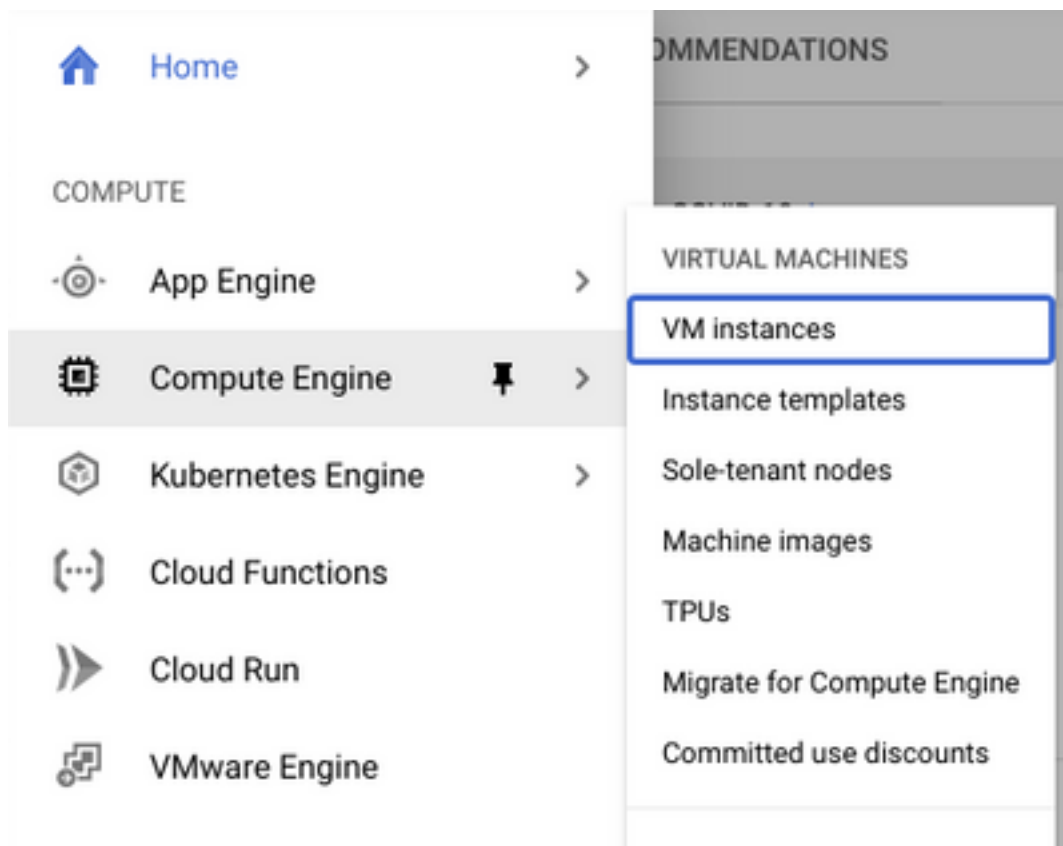 Home
OMMENDATIONS
COMPUTE
App Engine
Compute Engine
Kubernetes Engine
Cloud Functions
Cloud Run
VMware Engine
VIRTUAL MACHINES
VM instances
Instance templates
Sole-tenant nodes
Machine images
TPUs
Migrate for Compute Engine
Committed use discounts